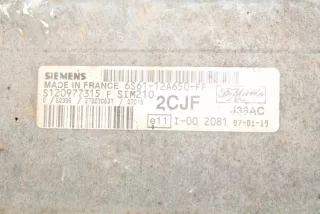 SIEMENS
MADE IN FRANCE 6S61-12A650-FF
S120977315 F SIM210
2CJF
J38AC
e11 I-00 2081 07-01-15